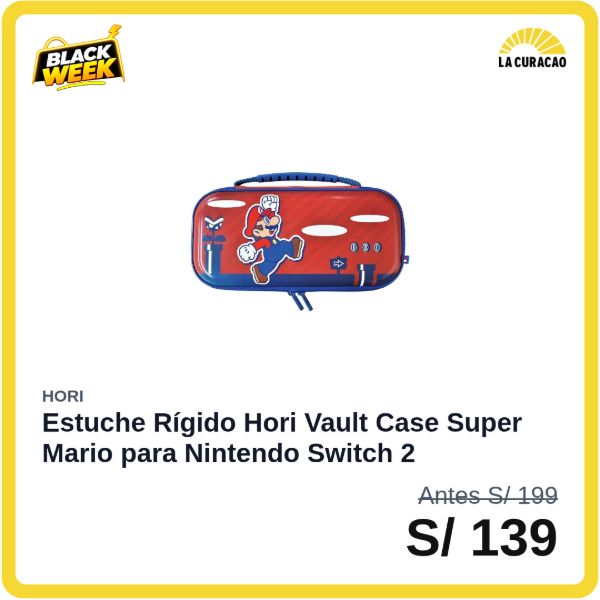 BLACK
WEEK
LA CURACAO
HORI
Estuche Rígido Hori Vault Case Super
Mario para Nintendo Switch 2
Antes S/ 199
S/ 139